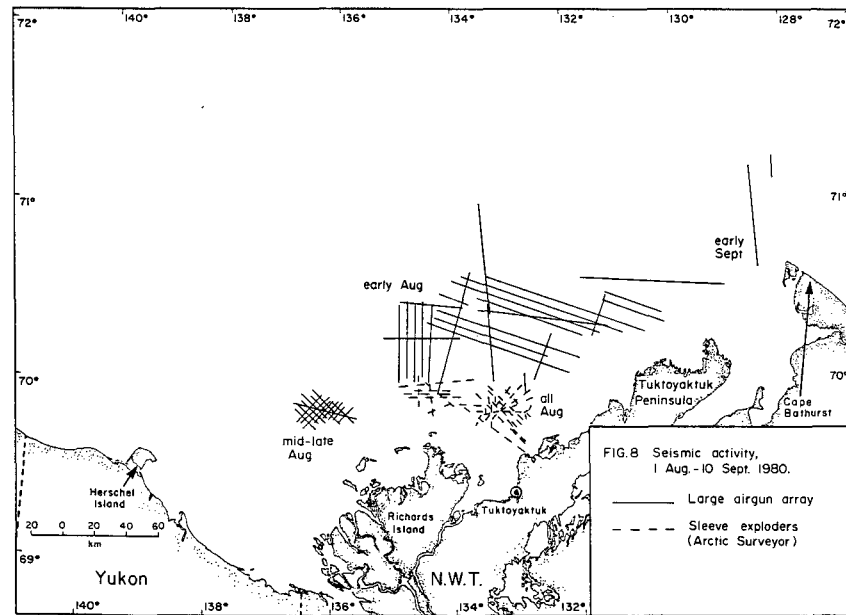 72°
140°
138°
136°
134°
132°
130°
128°
72°
71°
71°
early
Sept
early Aug
70°
70°
all
Aug
Tuktoyaktuk
Peninsula
Cape
Bathurst
mid-late
Aug
Herschel
Island
20 0 20 40 60
km
Richards
Island
Tuktoyaktuk
69°
Yukon
N.W.T.
140°
138°
136°
134°
132°
FIG.8 Seismic activity,
1 Aug.-10 Sept. 1980.
Large airgun array
Sleeve exploders
(Arctic Surveyor)